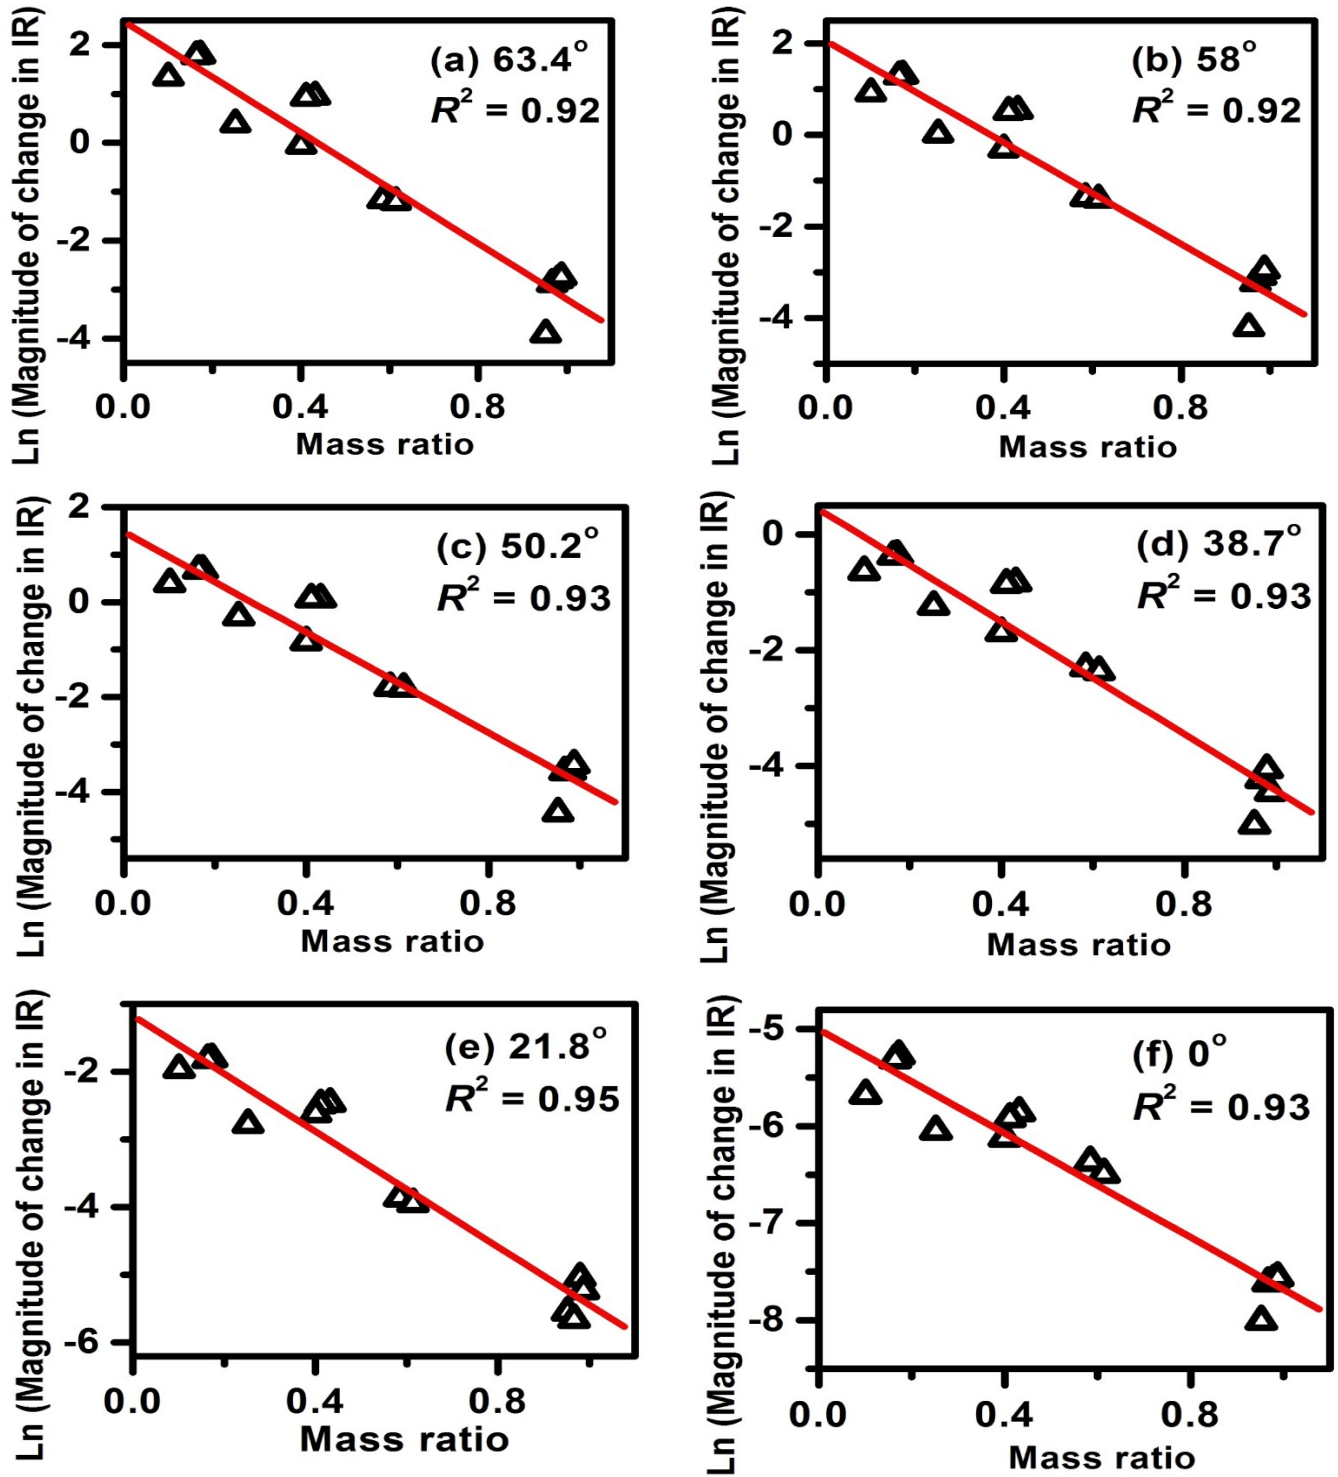 Ln (Magnitude of change in IR)
2
0
-2
-4
(a) 63.4°
R² = 0.92
0.0 0.4 0.8
Mass ratio
Ln (Magnitude of change in IR)
2
0
-2
-4
(b) 58°
R² = 0.92
0.0 0.4 0.8
Mass ratio
Ln (Magnitude of change in IR)
2
0
-2
-4
(c) 50.2°
R² = 0.93
0.0 0.4 0.8
Mass ratio
Ln (Magnitude of change in IR)
0
-2
-4
(d) 38.7°
R² = 0.93
0.0 0.4 0.8
Mass ratio
Ln (Magnitude of change in IR)
-2
-4
-6
(e) 21.8°
R² = 0.95
0.0 0.4 0.8
Mass ratio
Ln (Magnitude of change in IR)
-5
-6
-7
-8
(f) 0°
R² = 0.93
0.0 0.4 0.8
Mass ratio